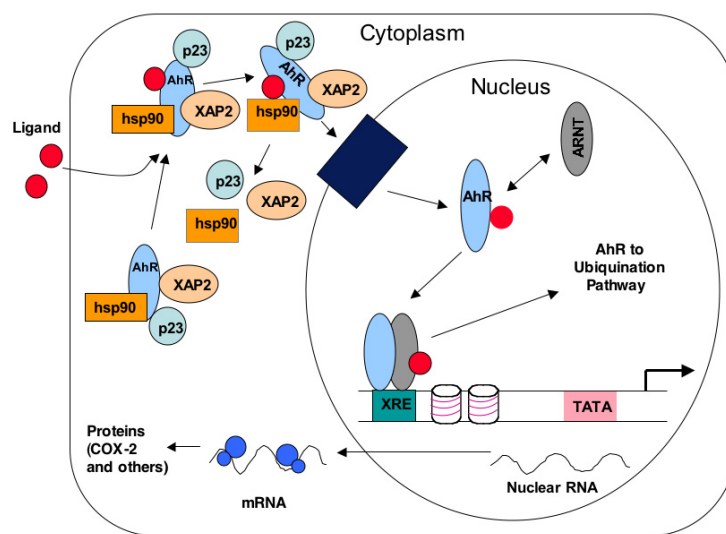 Cytoplasm
p23
AhR
hsp90
XAP2
p23
AhR
XAP2
hsp90
Nucleus
Ligand
ARNT
p23
XAP2
hsp90
AhR
AhR
hsp90
XAP2
p23
AhR to
Ubiquination
Pathway
XRE
TATA
Proteins
(COX-2
and others)
mRNA
Nuclear RNA